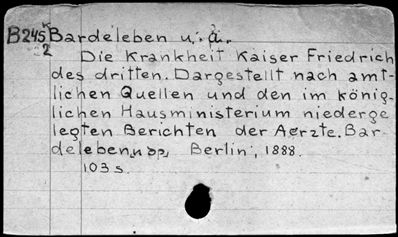 B245K Bardeleben u. a.
2
Die Krankheit Kaiser Friedrich
des dritten. Dargestellt nach amt-
lichen Quellen und den im könig-
lichen Hausministerium niederge
legten Berichten der Aerzte. Bar-
deleben, Berlin, 1888.
103 s.